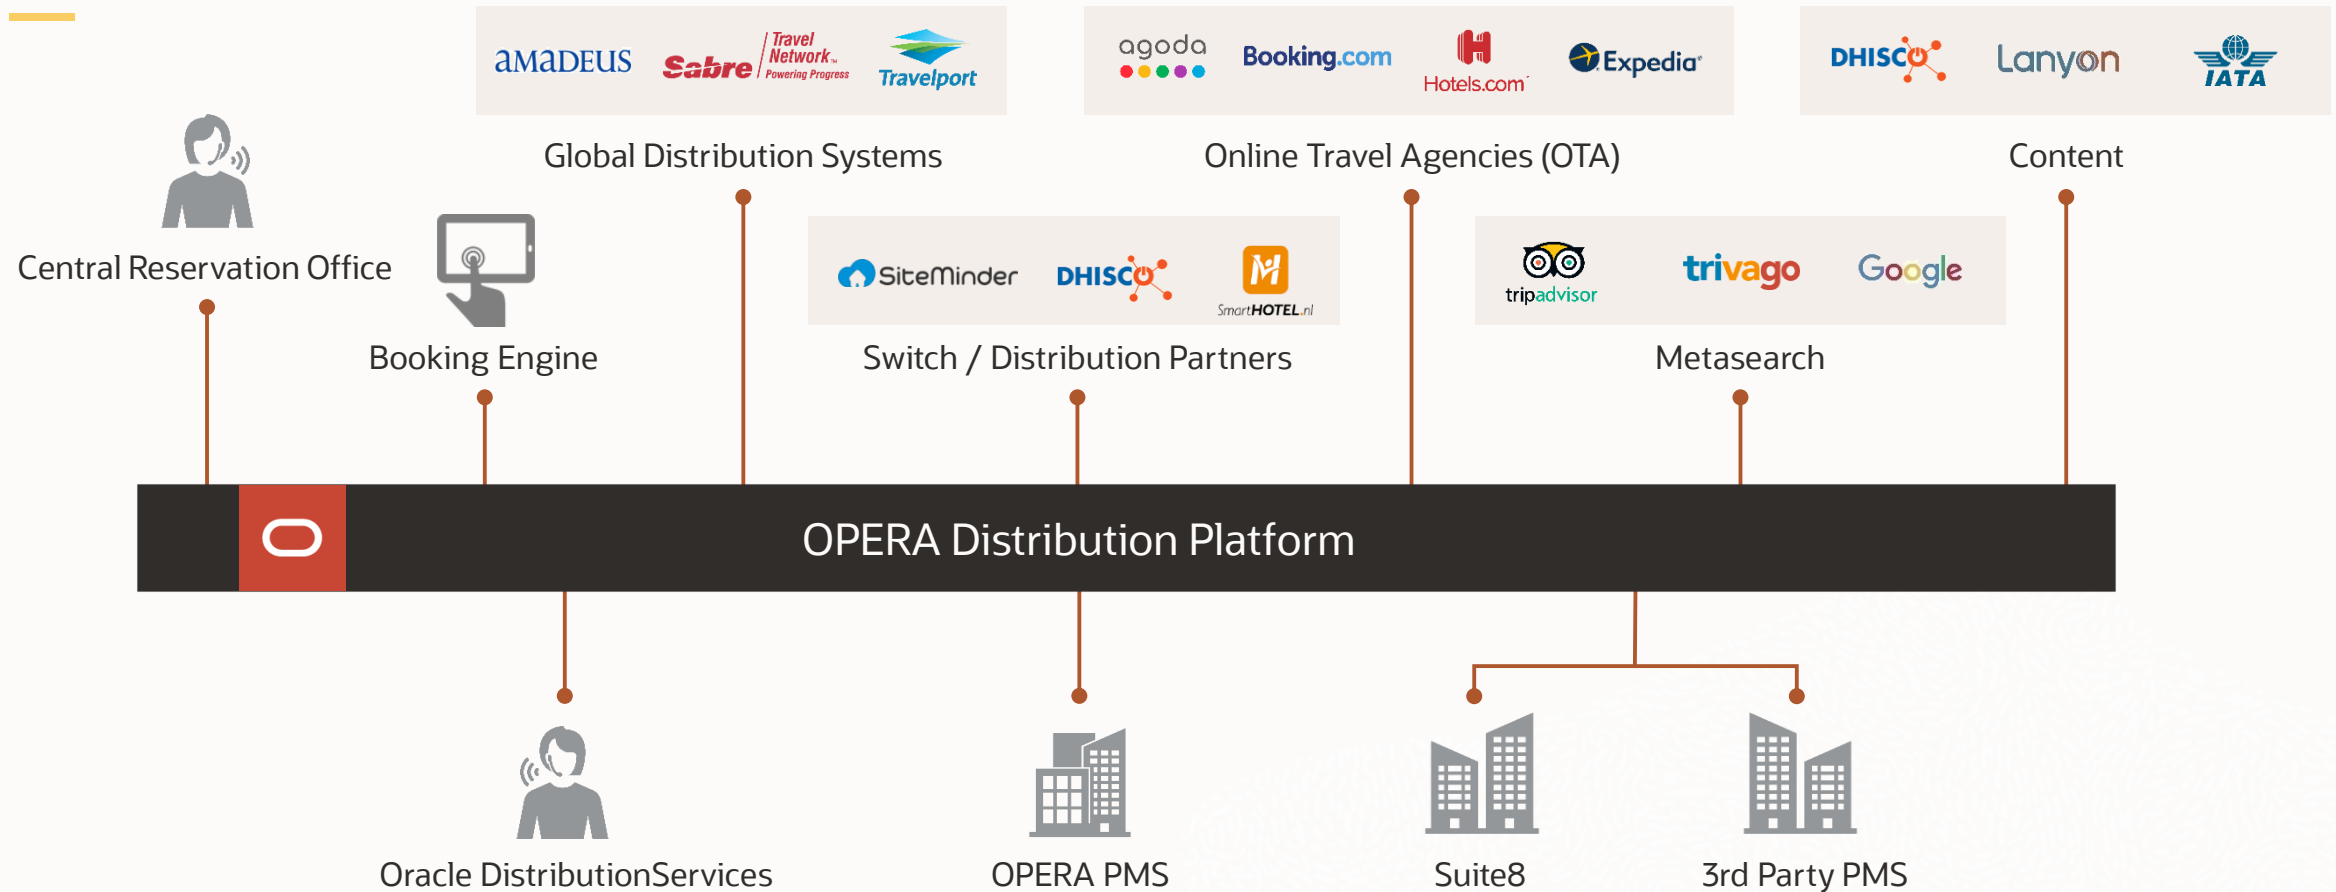 amadeus
Sabre Travel Network™ Powering Progress
Travelport
agoda
Booking.com
Hotels.com
Expedia
DHISCO
Lanyon
IATA
Global Distribution Systems
Online Travel Agencies (OTA)
Content
Central Reservation Office
Booking Engine
SiteMinder
DHISCO
SmartHOTEL.nl
Switch / Distribution Partners
tripadvisor
trivago
Google
Metasearch
OPERA Distribution Platform
Oracle DistributionServices
OPERA PMS
Suite8
3rd Party PMS